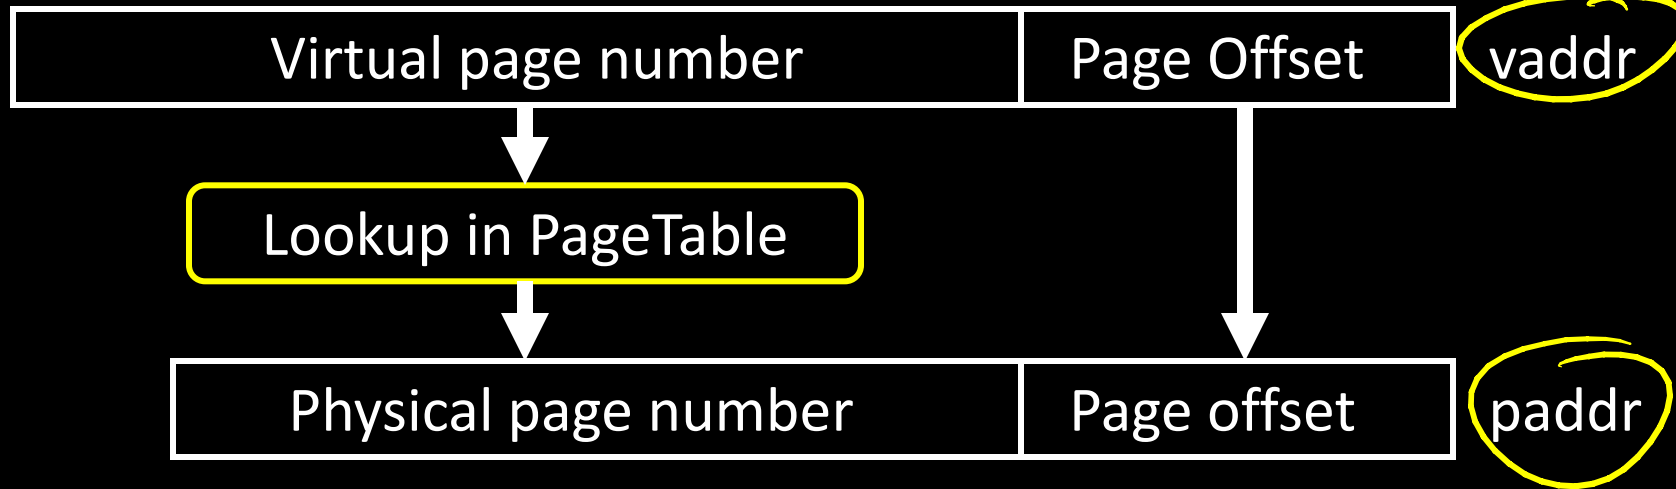 Virtual page number Page Offset vaddr
Lookup in PageTable
Physical page number Page offset paddr